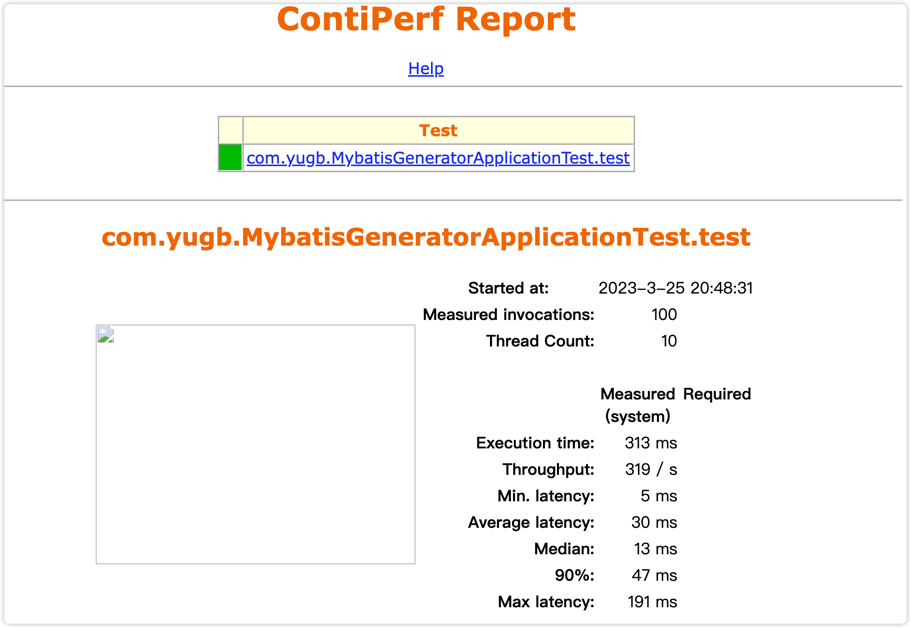 ContiPerf Report
Help
Test
com.yugb.MybatisGeneratorApplicationTest.test
com.yugb.MybatisGeneratorApplicationTest.test
Started at: 2023-3-25 20:48:31
Measured invocations: 100
Thread Count: 10
Measured Required
(system)
Execution time: 313 ms
Throughput: 319 / s
Min. latency: 5 ms
Average latency: 30 ms
Median: 13 ms
90%: 47 ms
Max latency: 191 ms